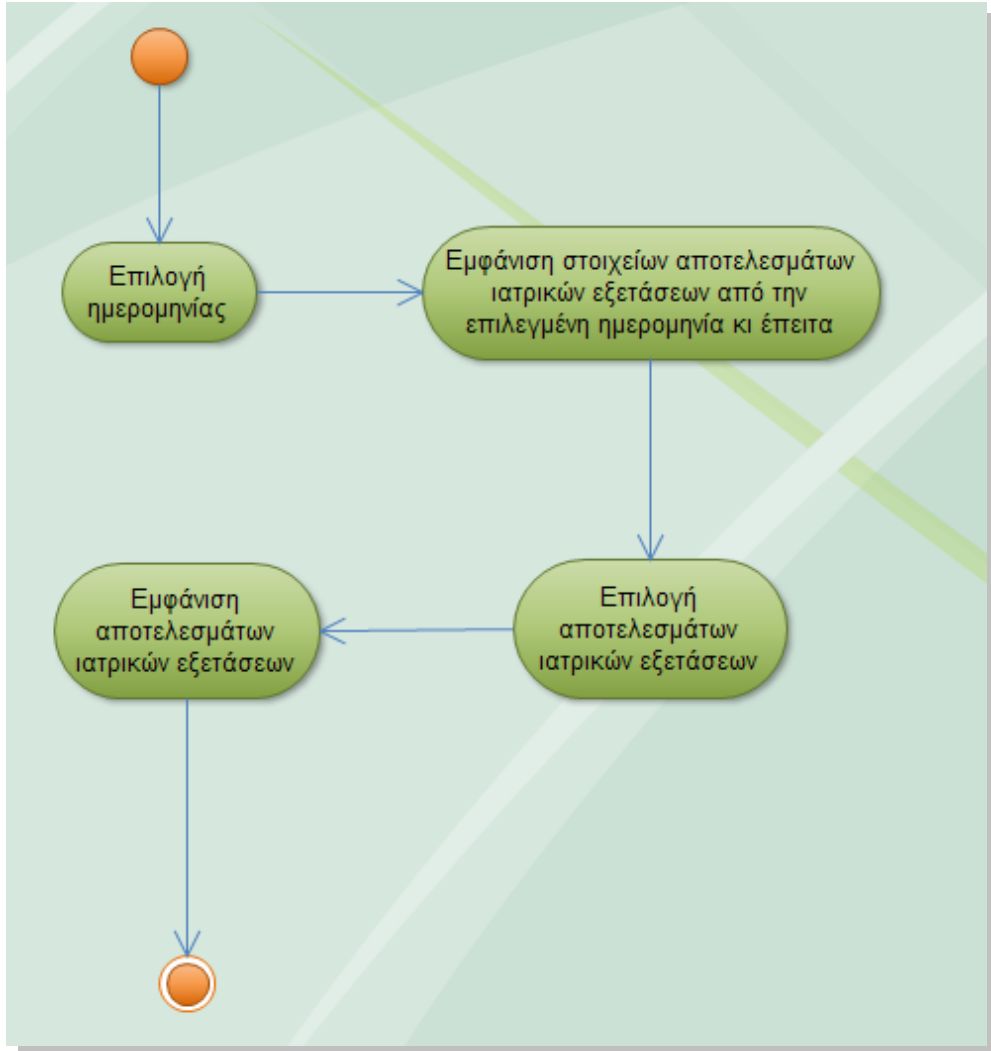 Επιλογή
ημερομηνίας
Εμφάνιση στοιχείων αποτελεσμάτων
ιατρικών εξετάσεων από την
επιλεγμένη ημερομηνία κι έπειτα
Επιλογή
αποτελεσμάτων
ιατρικών εξετάσεων
Εμφάνιση
αποτελεσμάτων
ιατρικών εξετάσεων